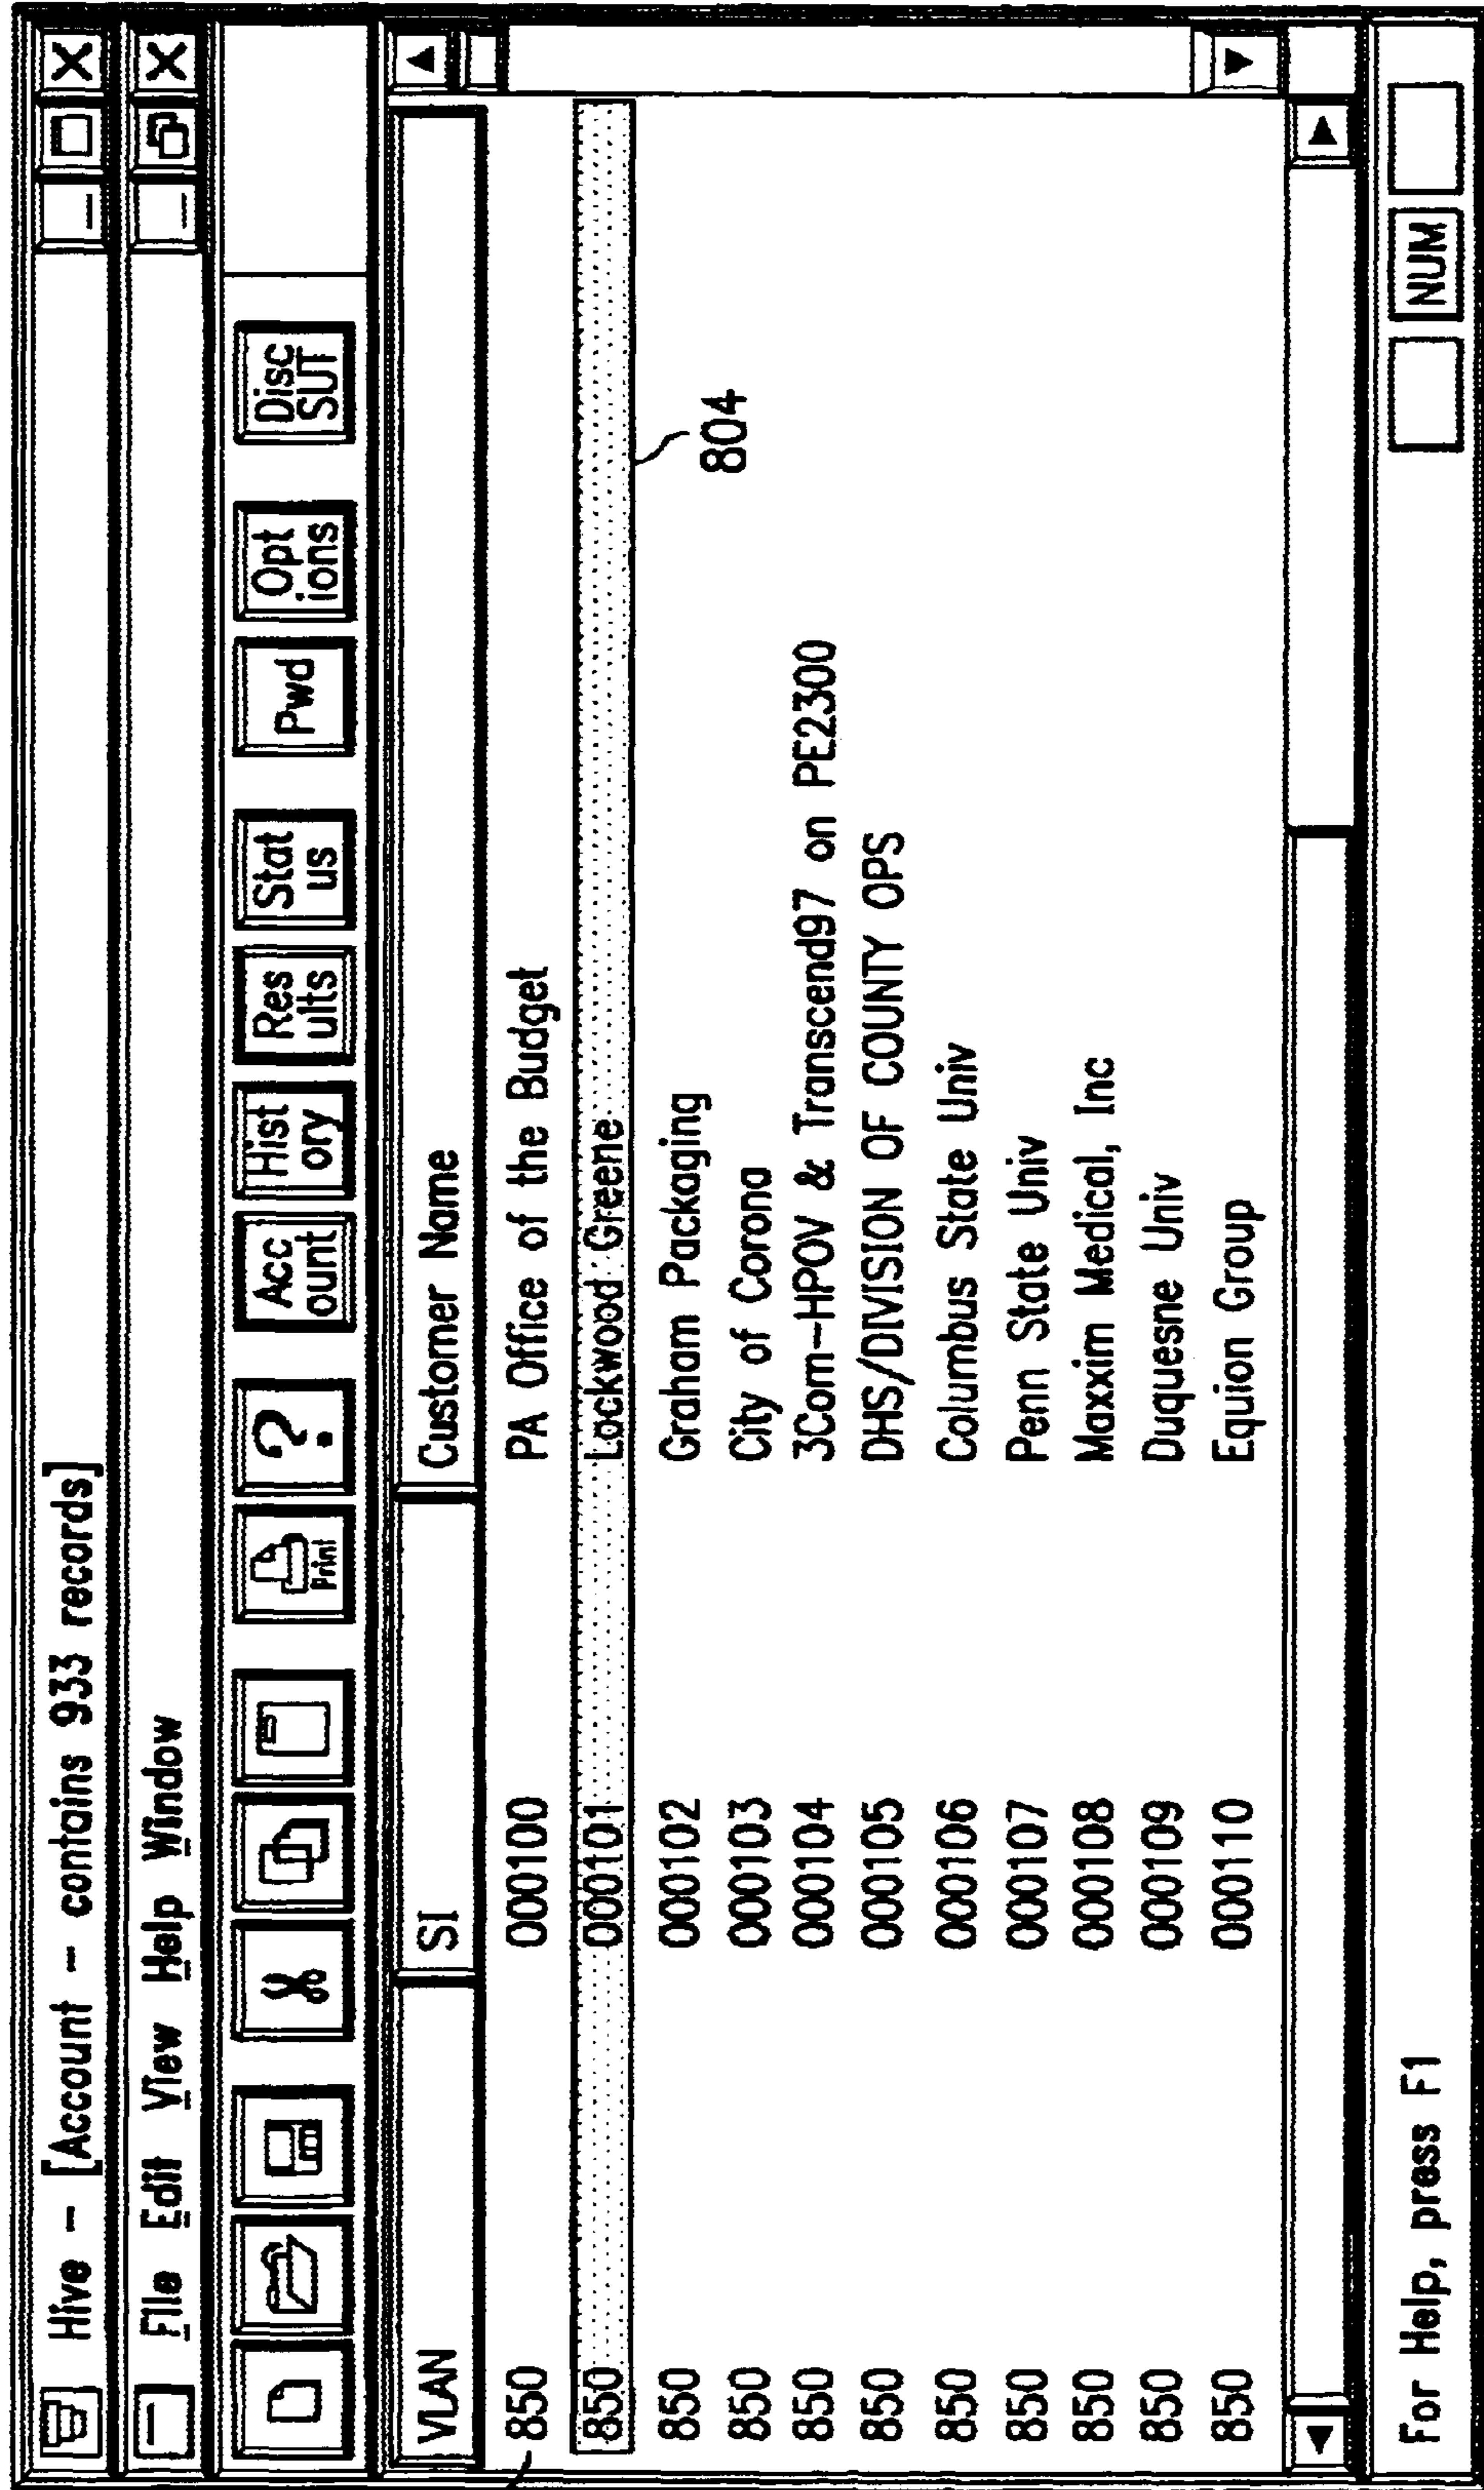 Hive - [Account - contains 933 records]
File Edit View Help Window
Print ? Acc ount Hist ory Res ults Stat us Pwd Opt ions Disc SUT
VLAN SI Customer Name
850 000100 PA Office of the Budget
850 000101 Lockwood Greene
850 000102 Graham Packaging
850 000103 City of Corona
850 000104 3Com-HPOV & Transcend97 on PE2300
850 000105 DHS/DIVISION OF COUNTY OPS
850 000106 Columbus State Univ
850 000107 Penn State Univ
850 000108 Maxxim Medical, Inc
850 000109 Duquesne Univ
850 000110 Equion Group
804
For Help, press F1 NUM